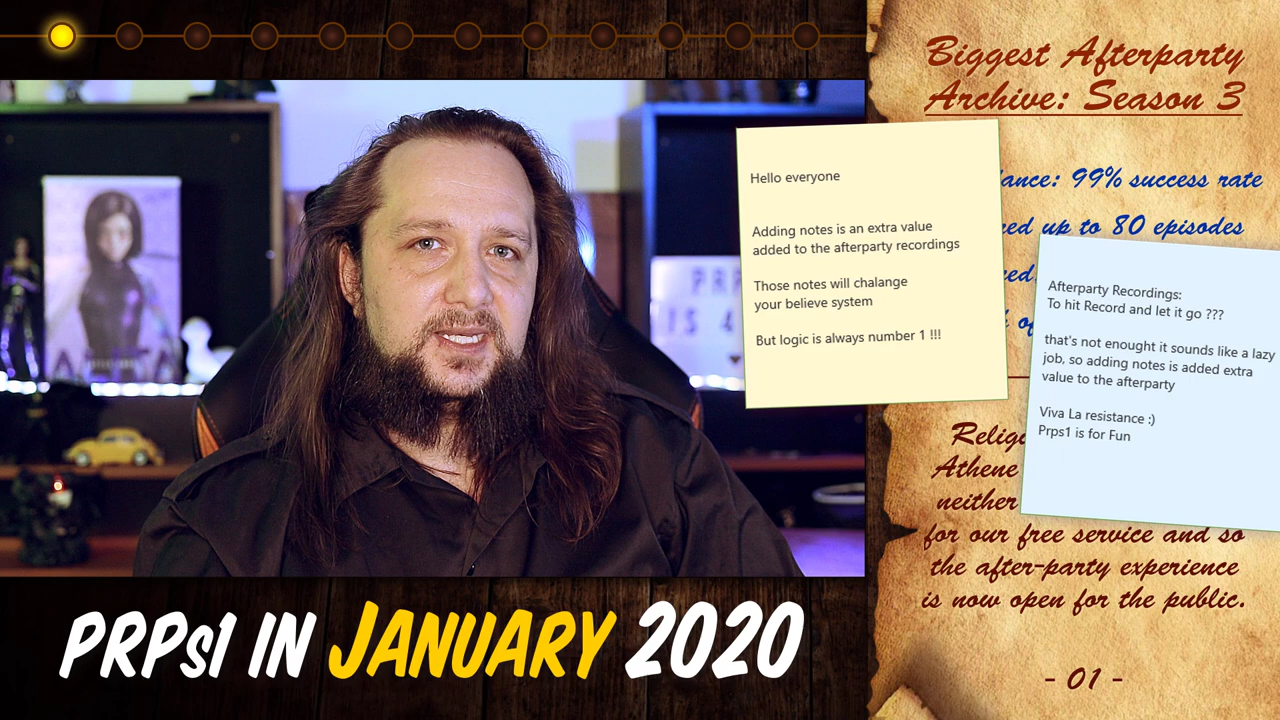 Biggest Afterparty
Archive: Season 3
99% success rate
up to 80 episodes
Hello everyone
Adding notes is an extra value
added to the afterparty recordings
Those notes will chalange
your believe system
But logic is always number 1 !!!
Afterparty Recordings:
To hit Record and let it go ???
that's not enought it sounds like a lazy
job, so adding notes is added extra
value to the afterparty
Viva La resistance :)
Prps1 is for Fun
Athene
neither
for our free service and so
the after-party experience
is now open for the public.
- 01 -
PRPs1 IN JANUARY 2020